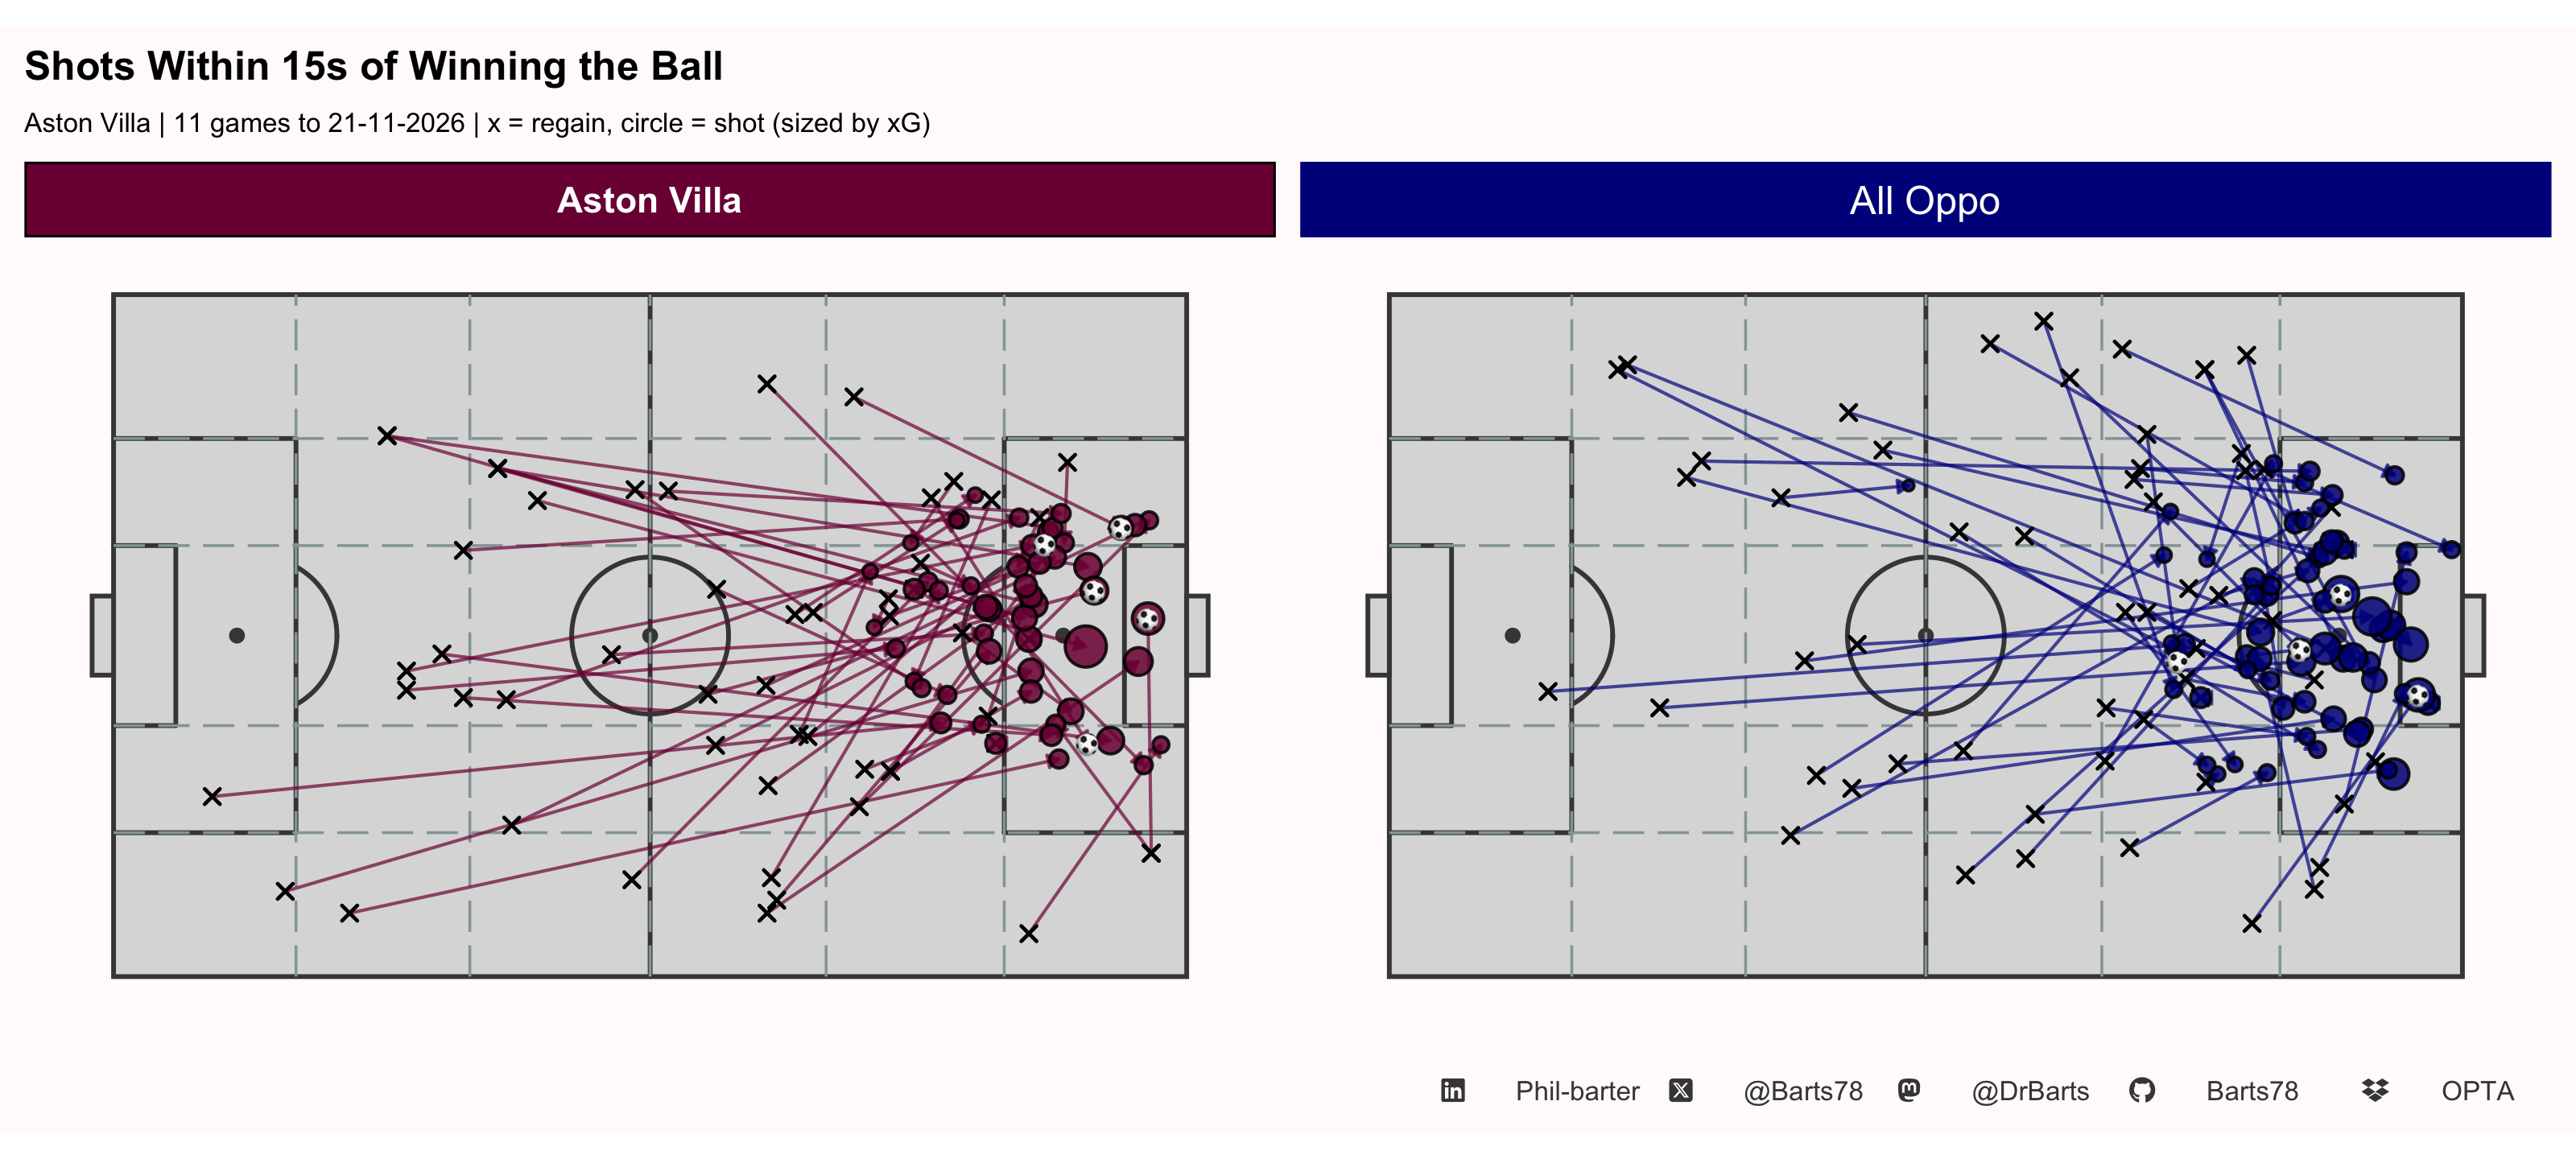 Shots Within 15s of Winning the Ball
Aston Villa | 11 games to 21-11-2026 | x = regain, circle = shot (sized by xG)
Aston Villa
All Oppo
Phil-barter @Barts78 @DrBarts Barts78 OPTA